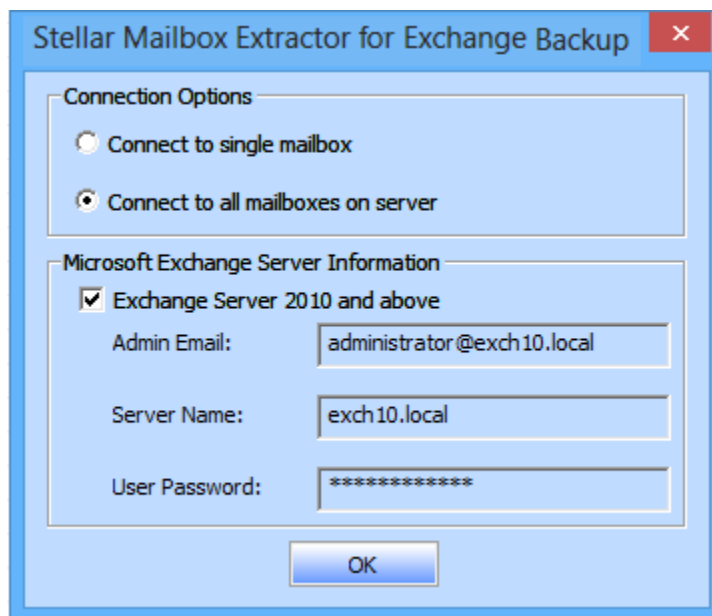 Stellar Mailbox Extractor for Exchange Backup
Connection Options
Connect to single mailbox
Connect to all mailboxes on server
Microsoft Exchange Server Information
Exchange Server 2010 and above
Admin Email: administrator@exch10.local
Server Name: exch10.local
User Password: ************
OK